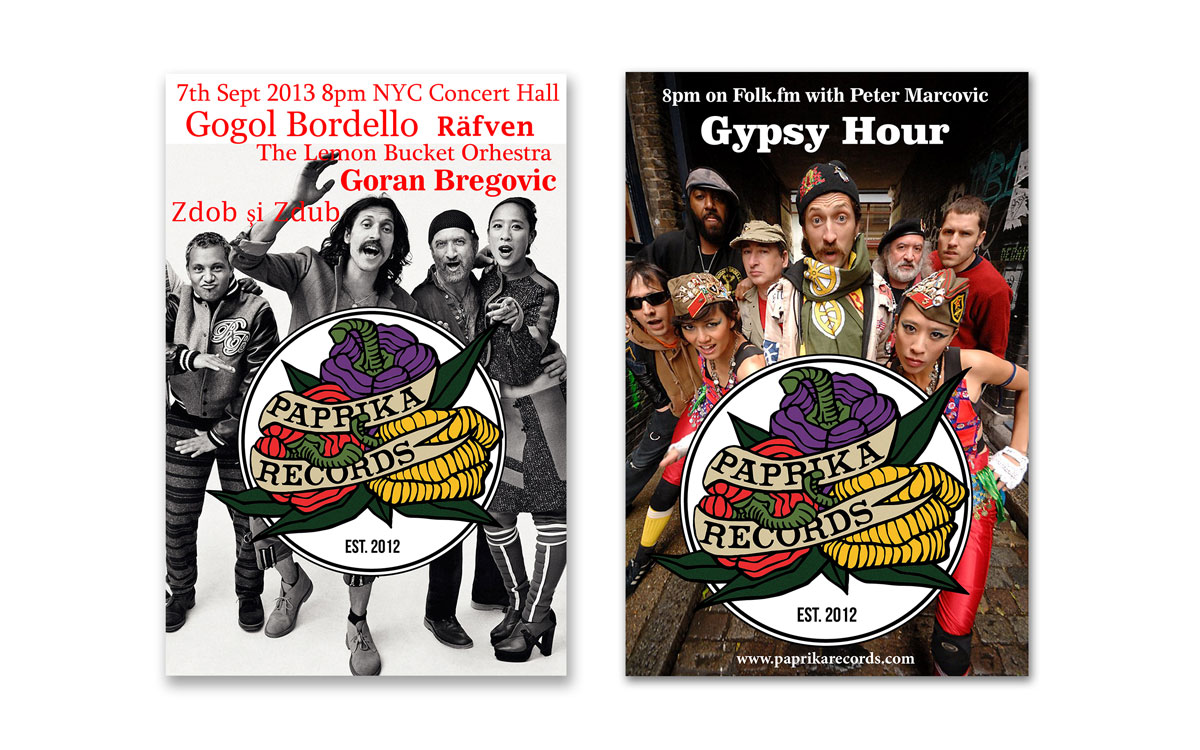 7th Sept 2013 8pm NYC Concert Hall
Gogol Bordello Räfven
The Lemon Bucket Orhestra
Goran Bregovic
Zdob şi Zdub
PAPRIKA
RECORDS
EST. 2012
8pm on Folk.fm with Peter Marcovic
Gypsy Hour
PAPRIKA
RECORDS
EST. 2012
www.paprikarecords.com